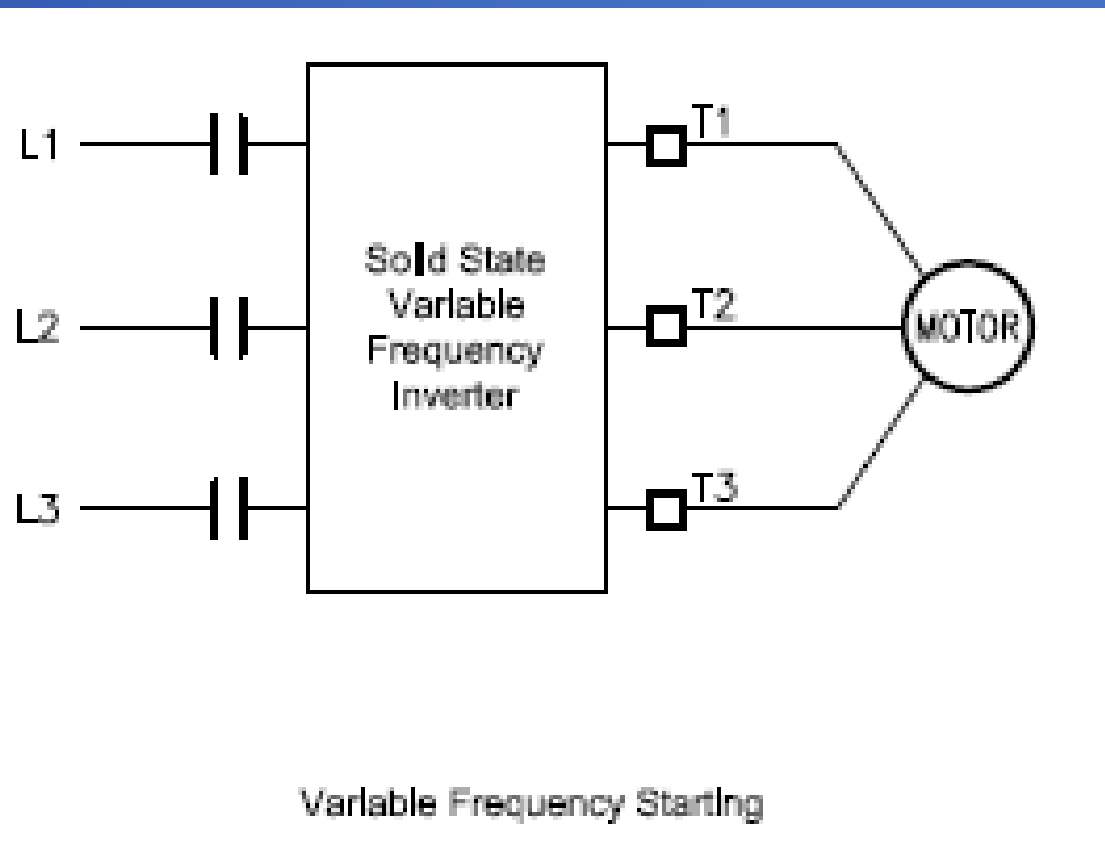 L1
T1
Solid State
Variable
Frequency
Inverter
L2
T2
MOTOR
L3
T3
Variable Frequency Starting